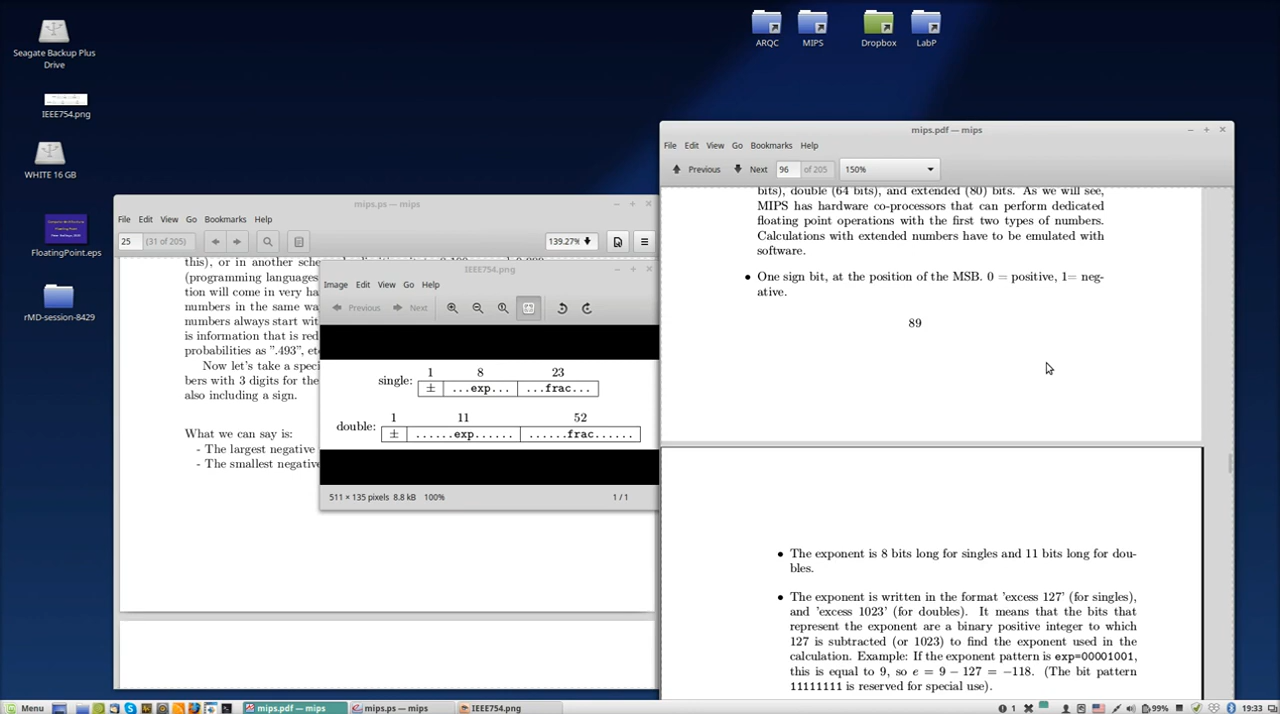 Seagate Backup Plus
Drive
IEEE754.png
WHITE 16 GB
FloatingPoint.eps
rMD-session-8429
ARQC
MIPS
Dropbox
LabP
mips.ps — mips
File Edit View Go Bookmarks Help
25 (31 of 205)
139.27%
this), or in another sche
(programming languages
tion will come in very ha
numbers in the same wa
numbers always start wit
is information that is red
probabilities as ".493", et
Now let's take a speci
bers with 3 digits for the
also including a sign.
What we can say is:
- The largest negative
- The smallest negative
IEEE754.png
Image Edit View Go Help
Previous Next
1 8 23
single: ± ...exp... ...frac...
1 11 52
double: ± ......exp...... ......frac......
511 × 135 pixels 8.8 kB 100% 1 / 1
mips.pdf — mips
File Edit View Go Bookmarks Help
Previous Next 96 of 205 150%
bits), double (64 bits), and extended (80) bits. As we will see,
MIPS has hardware co-processors that can perform dedicated
floating point operations with the first two types of numbers.
Calculations with extended numbers have to be emulated with
software.
• One sign bit, at the position of the MSB. 0 = positive, 1= neg-
ative.
89
• The exponent is 8 bits long for singles and 11 bits long for dou-
bles.
• The exponent is written in the format 'excess 127' (for singles),
and 'excess 1023' (for doubles). It means that the bits that
represent the exponent are a binary positive integer to which
127 is subtracted (or 1023) to find the exponent used in the
calculation. Example: If the exponent pattern is exp=00001001,
this is equal to 9, so e = 9 − 127 = −118. (The bit pattern
11111111 is reserved for special use).
Menu mips.pdf — mips mips.ps — mips IEEE754.png 1 99% 19:33